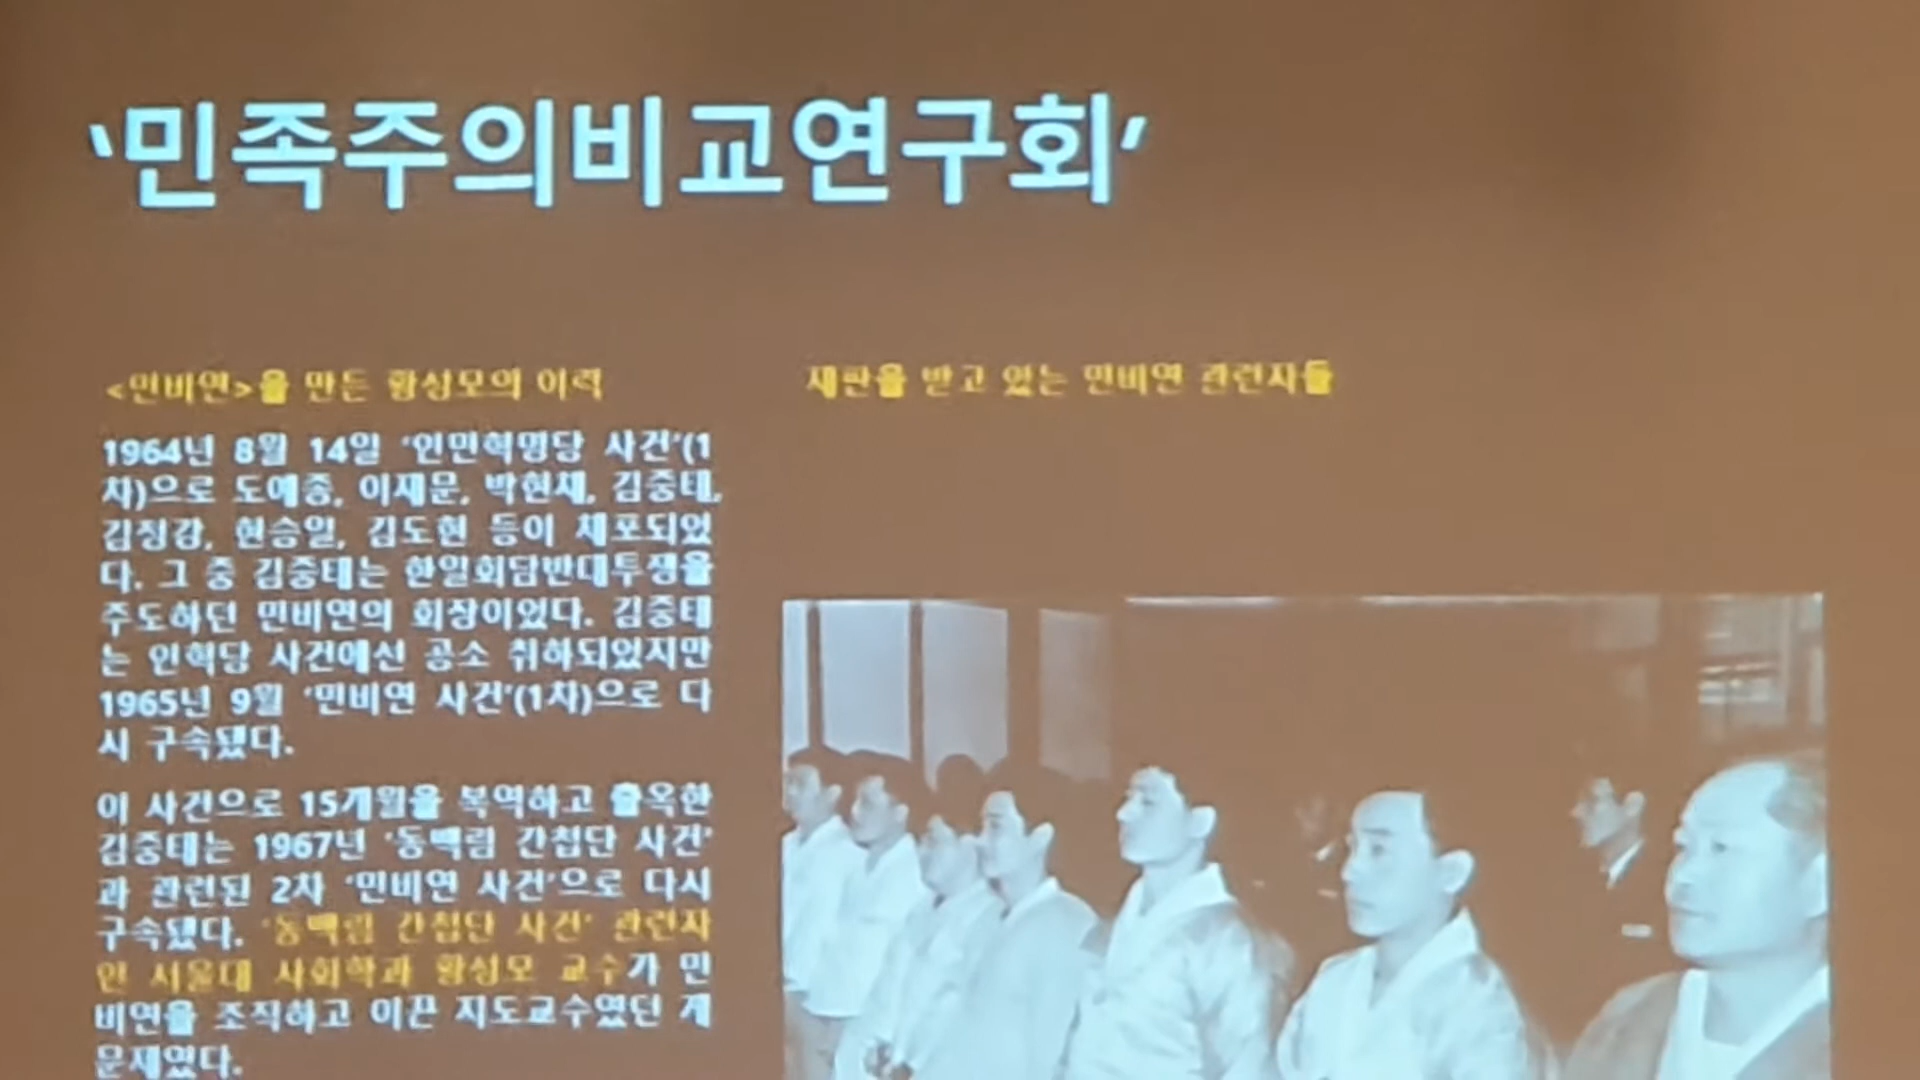 ‘민족주의비교연구회’
<민비연>을 만든 황성모의 이력
1964년 8월 14일 ‘인민혁명당 사건’(1
차)으로 도예종, 이재문, 박현채, 김중태,
김정강, 현승일, 김도현 등이 체포되었
다. 그 중 김중태는 한일회담반대투쟁을
주도하던 민비연의 회장이었다. 김중태
는 인혁당 사건에선 공소 취하되었지만
1965년 9월 ‘민비연 사건’(1차)으로 다
시 구속됐다.
이 사건으로 15개월을 복역하고 출옥한
김중태는 1967년 ‘동백림 간첩단 사건’
과 관련된 2차 ‘민비연 사건’으로 다시
구속됐다. ‘동백림 간첩단 사건’ 관련자
인 서울대 사회학과 황성모 교수가 민
비연을 조직하고 이끈 지도교수였던 게
문제였다.
재판을 받고 있는 민비연 관련자들